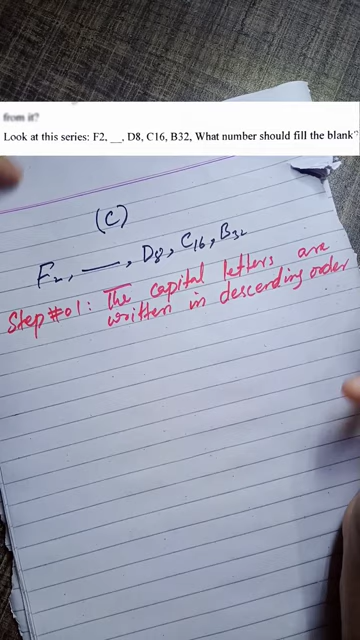 from it?
Look at this series: F2, __, D8, C16, B32, What number should fill the blank?
(C)
F2, __, D8, C16, B32
Step #01: The capital letters are
written in descending order